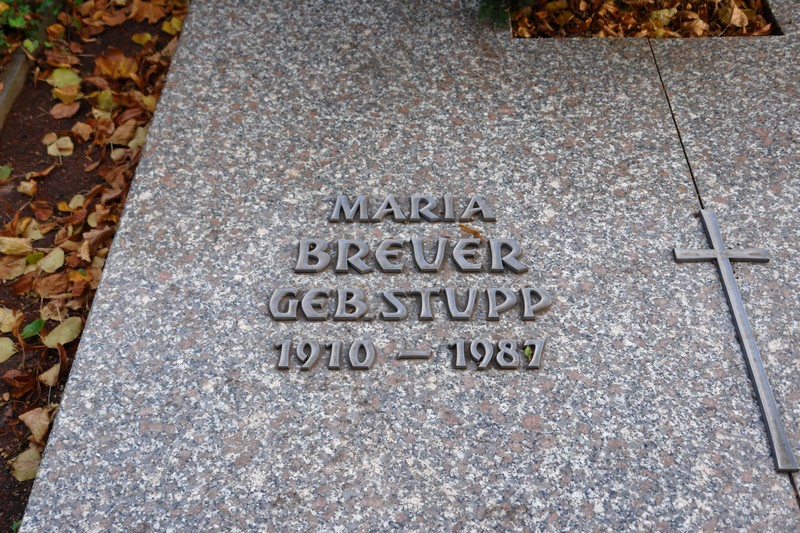 MARIA
BREUER
GEB. STUPP
1910 – 1987